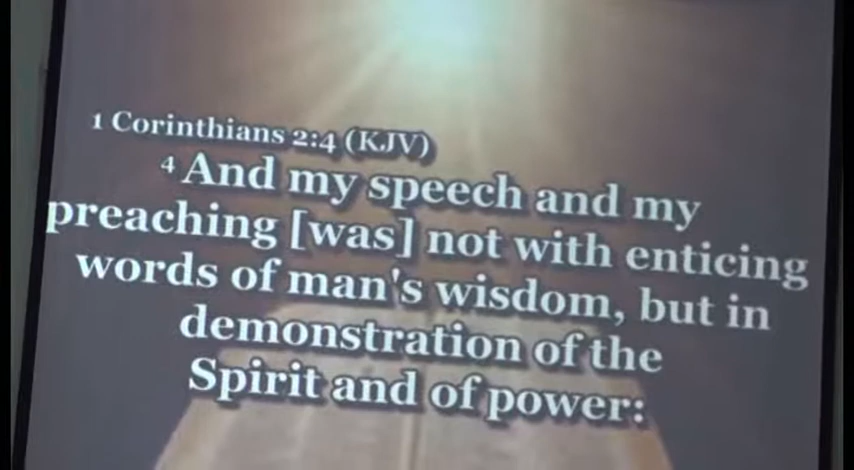 1 Corinthians 2:4 (KJV)
4 And my speech and my
preaching [was] not with enticing
words of man's wisdom, but in
demonstration of the
Spirit and of power: